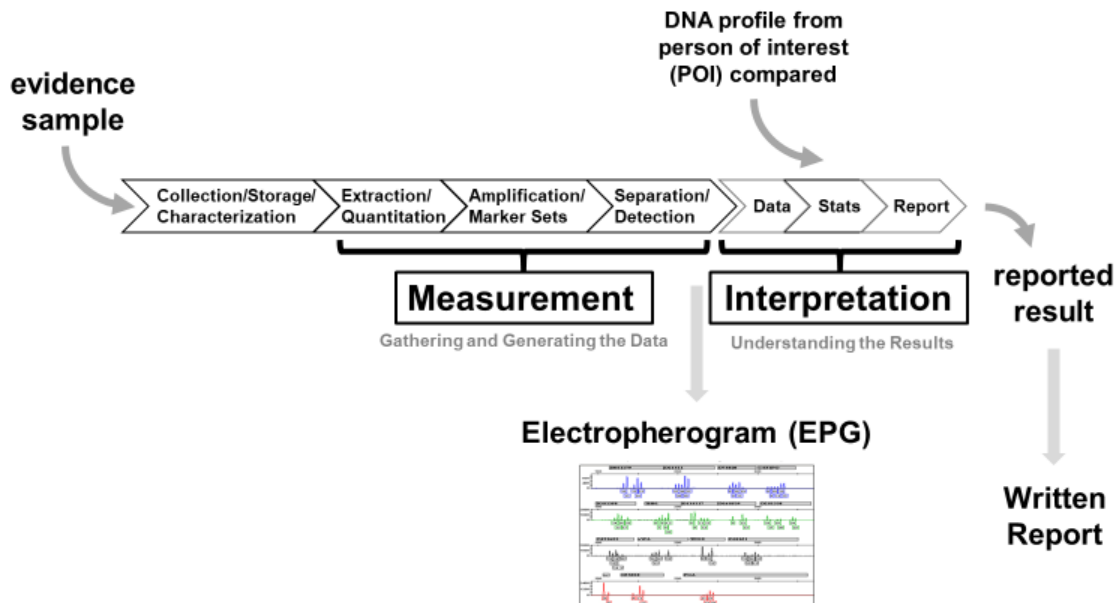 DNA profile from
person of interest
(POI) compared
evidence
sample
Collection/Storage/
Characterization
Extraction/
Quantitation
Amplification/
Marker Sets
Separation/
Detection
Data
Stats
Report
Measurement
Gathering and Generating the Data
Interpretation
Understanding the Results
reported
result
Electropherogram (EPG)
Written
Report